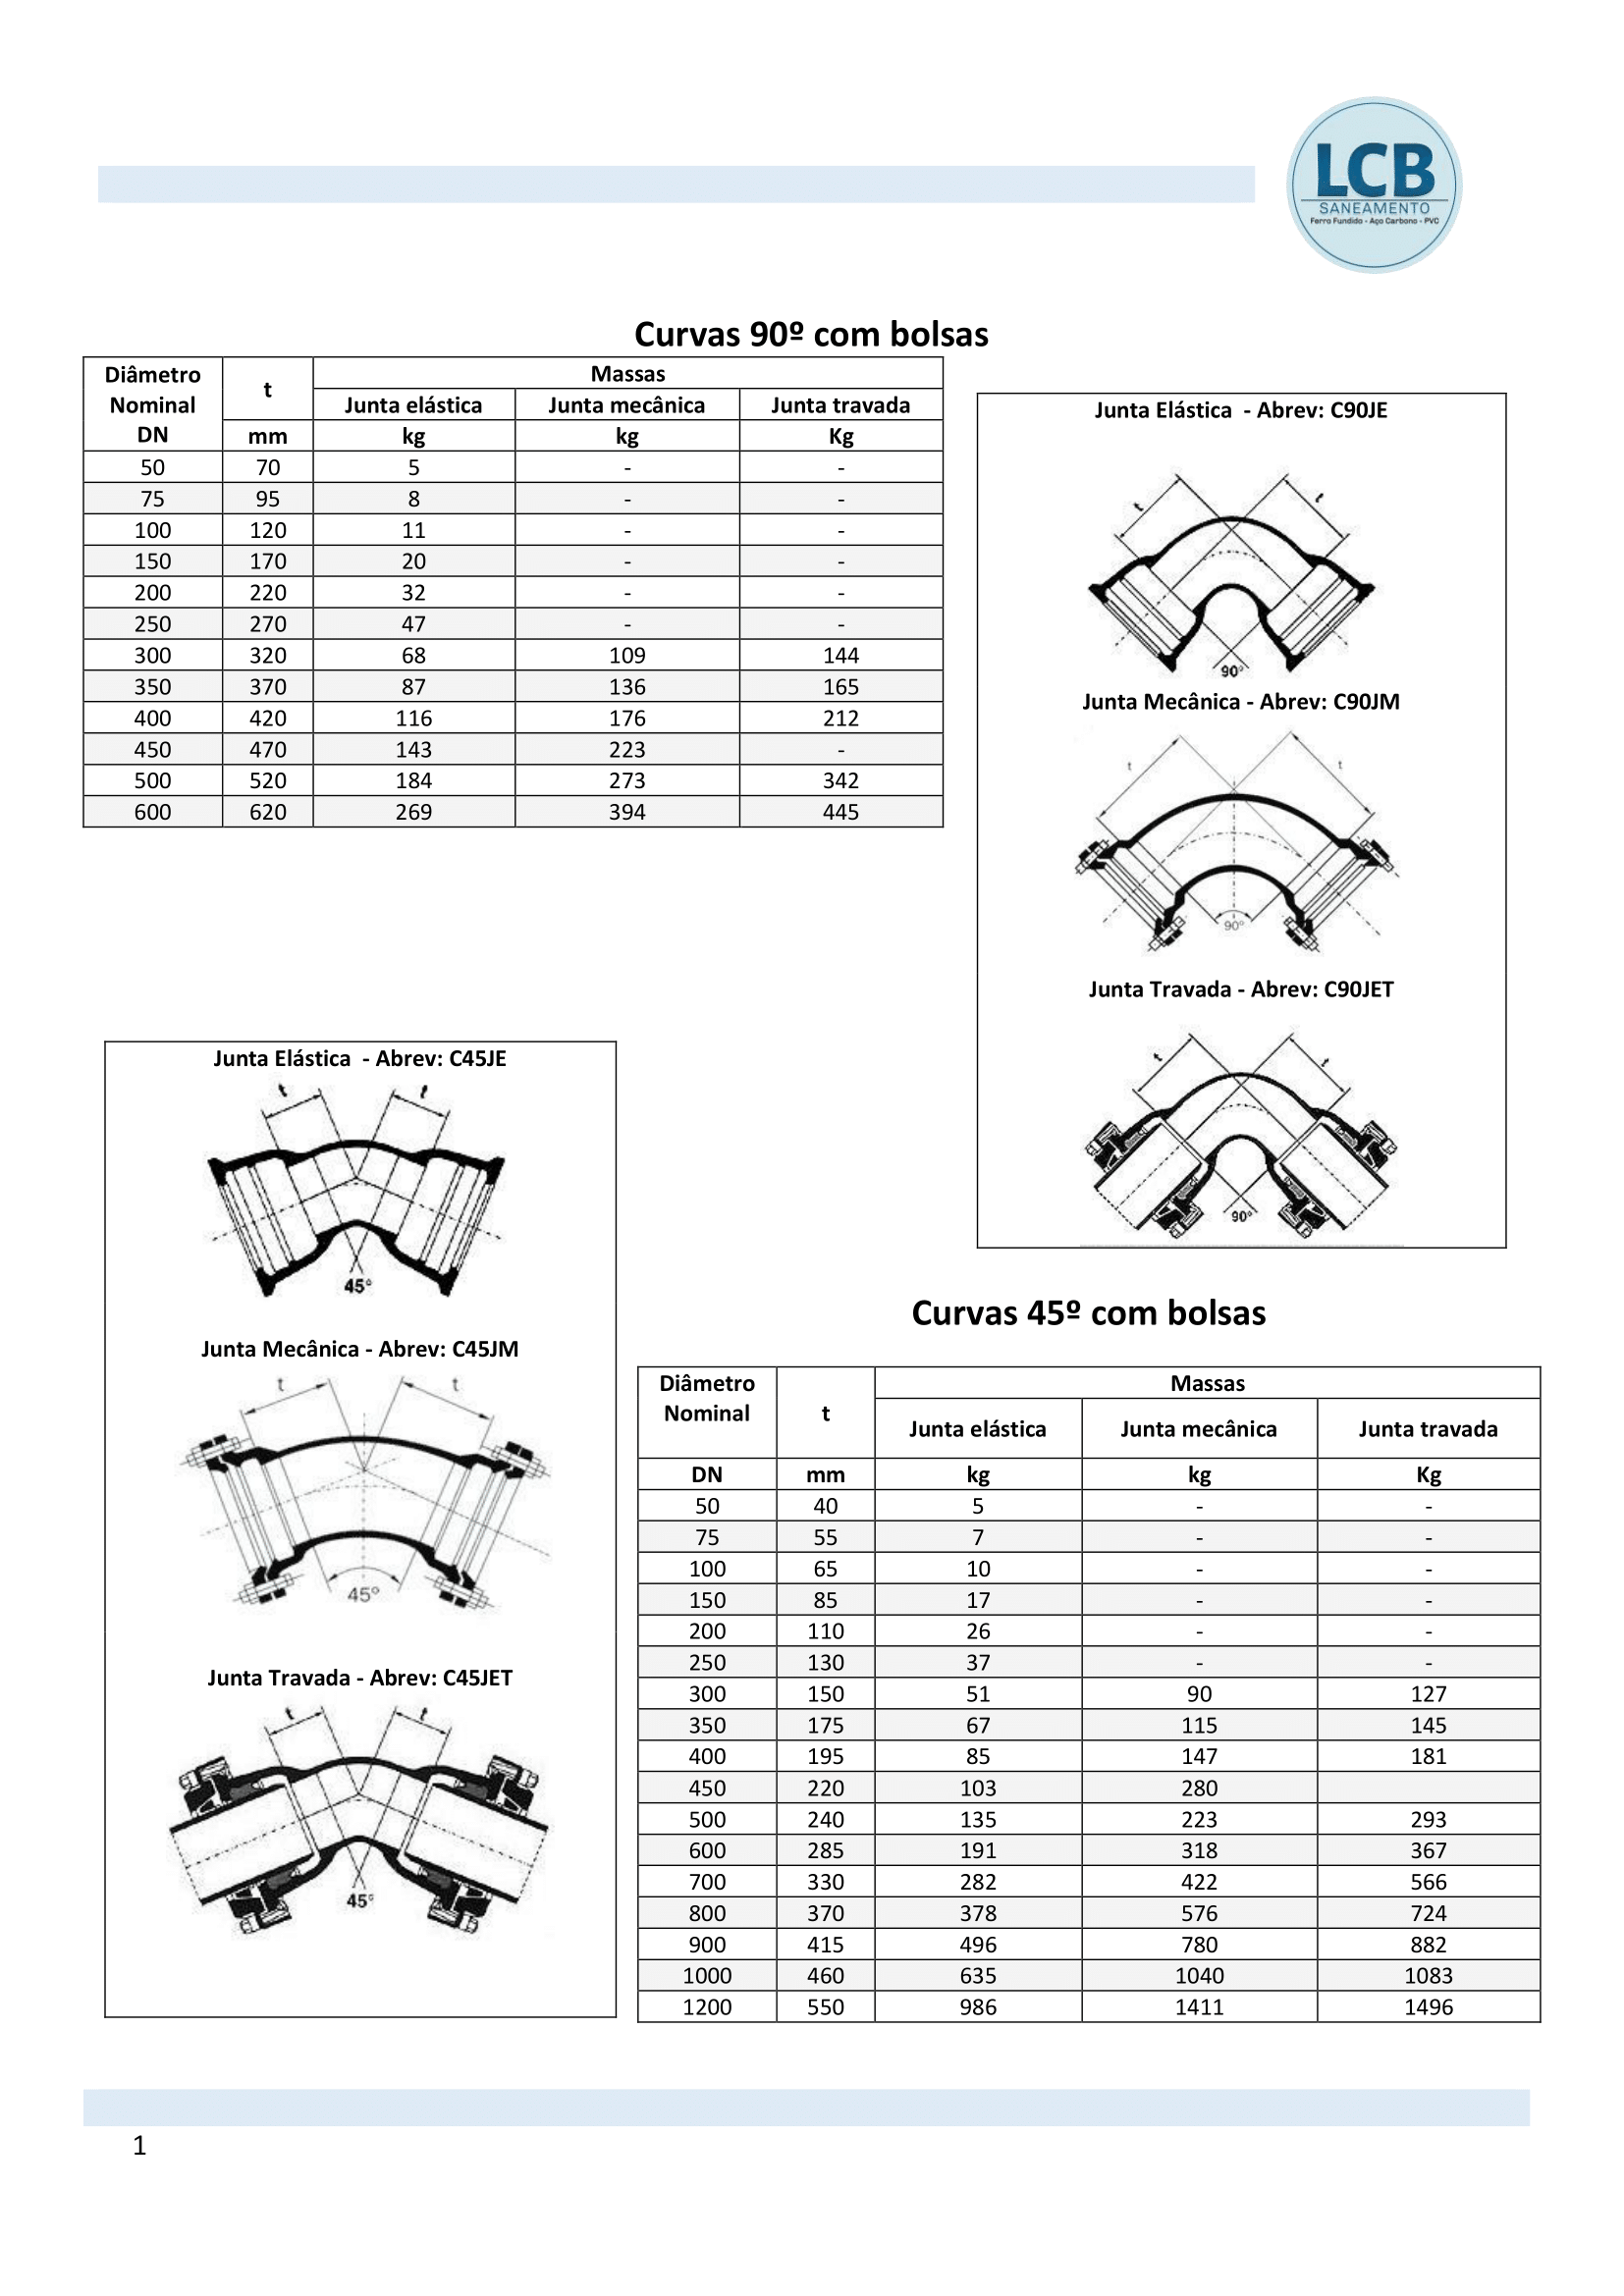 LCB
SANEAMENTO
Ferro Fundido - Aço Carbono - PVC
Curvas 90º com bolsas
Diâmetro Nominal DN t Massas
Junta elástica Junta mecânica Junta travada
mm kg kg Kg
50 70 5 - -
75 95 8 - -
100 120 11 - -
150 170 20 - -
200 220 32 - -
250 270 47 - -
300 320 68 109 144
350 370 87 136 165
400 420 116 176 212
450 470 143 223 -
500 520 184 273 342
600 620 269 394 445
Junta Elástica - Abrev: C90JE
t t
90°
Junta Mecânica - Abrev: C90JM
t t
90°
Junta Travada - Abrev: C90JET
t t
90°
Junta Elástica - Abrev: C45JE
t t
45°
Junta Mecânica - Abrev: C45JM
t t
45°
Junta Travada - Abrev: C45JET
t t
45°
Curvas 45º com bolsas
Diâmetro Nominal t Massas
Junta elástica Junta mecânica Junta travada
DN mm kg kg Kg
50 40 5 - -
75 55 7 - -
100 65 10 - -
150 85 17 - -
200 110 26 - -
250 130 37 - -
300 150 51 90 127
350 175 67 115 145
400 195 85 147 181
450 220 103 280
500 240 135 223 293
600 285 191 318 367
700 330 282 422 566
800 370 378 576 724
900 415 496 780 882
1000 460 635 1040 1083
1200 550 986 1411 1496
1